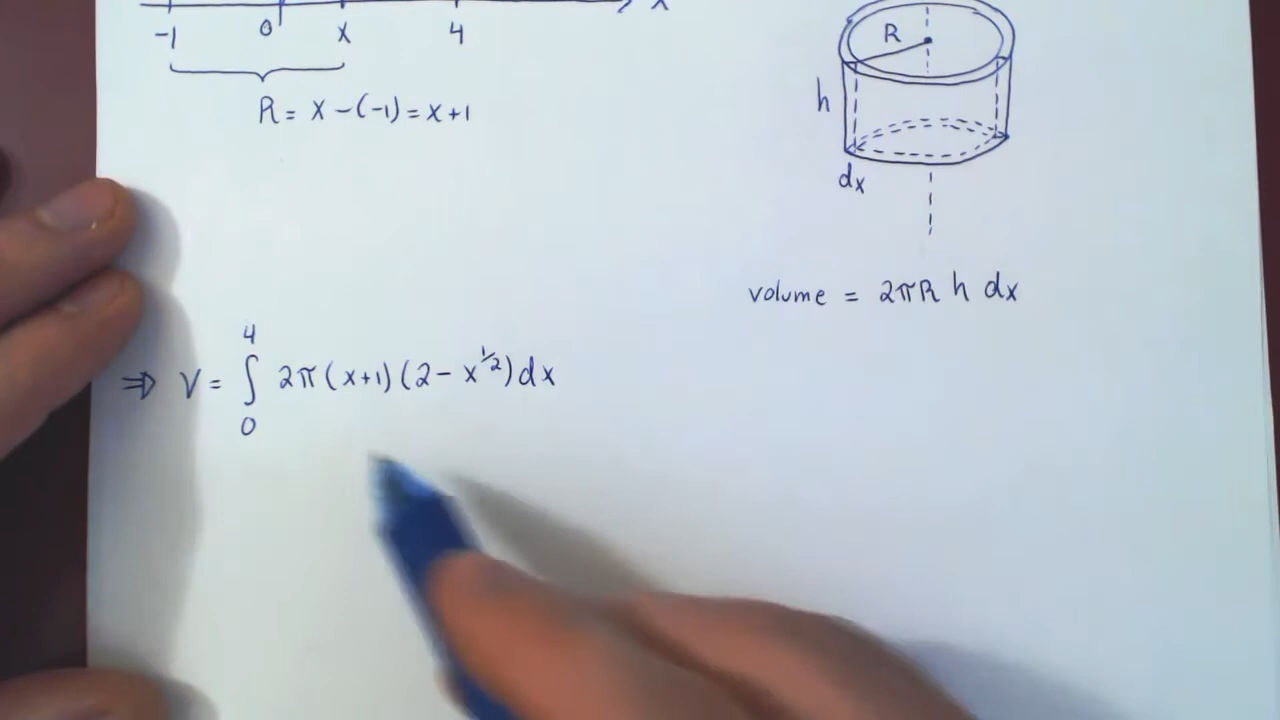 -1 0 x 4 x
R = x - (-1) = x + 1
R
h
dx
volume = 2πR h dx
⇒ V = ∫₀⁴ 2π(x+1)(2 - x^{1/2})dx